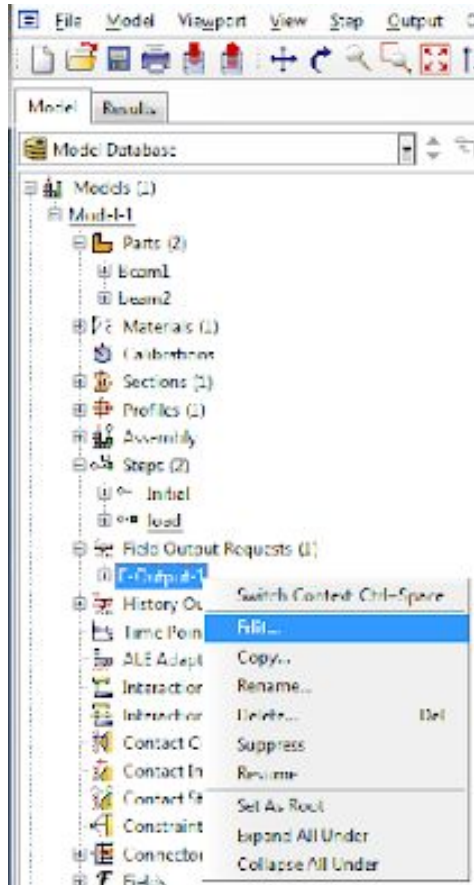 File Model Viewport View Step Output
Model Results
Model Database
Models (1)
Model-1
Parts (2)
Beam1
beam2
Materials (1)
Calibrations
Sections (1)
Profiles (1)
Assembly
Steps (2)
Initial
load
Field Output Requests (1)
F-Output-1
Switch Context Ctrl+Space
History Ou
Edit...
Time Poin
Copy...
ALE Adapt
Rename...
Interaction
Delete... Del
Interaction
Suppress
Contact C
Resume
Contact In
Set As Root
Contact St
Expand All Under
Constraint
Collapse All Under
Connector
Fields